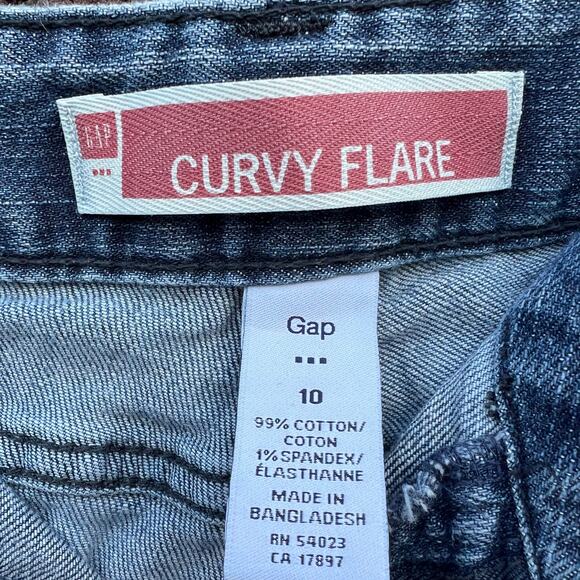 GAP
CURVY FLARE
Gap
10
99% COTTON/
COTON
1% SPANDEX/
ÉLASTHANNE
MADE IN
BANGLADESH
RN 54023
CA 17897